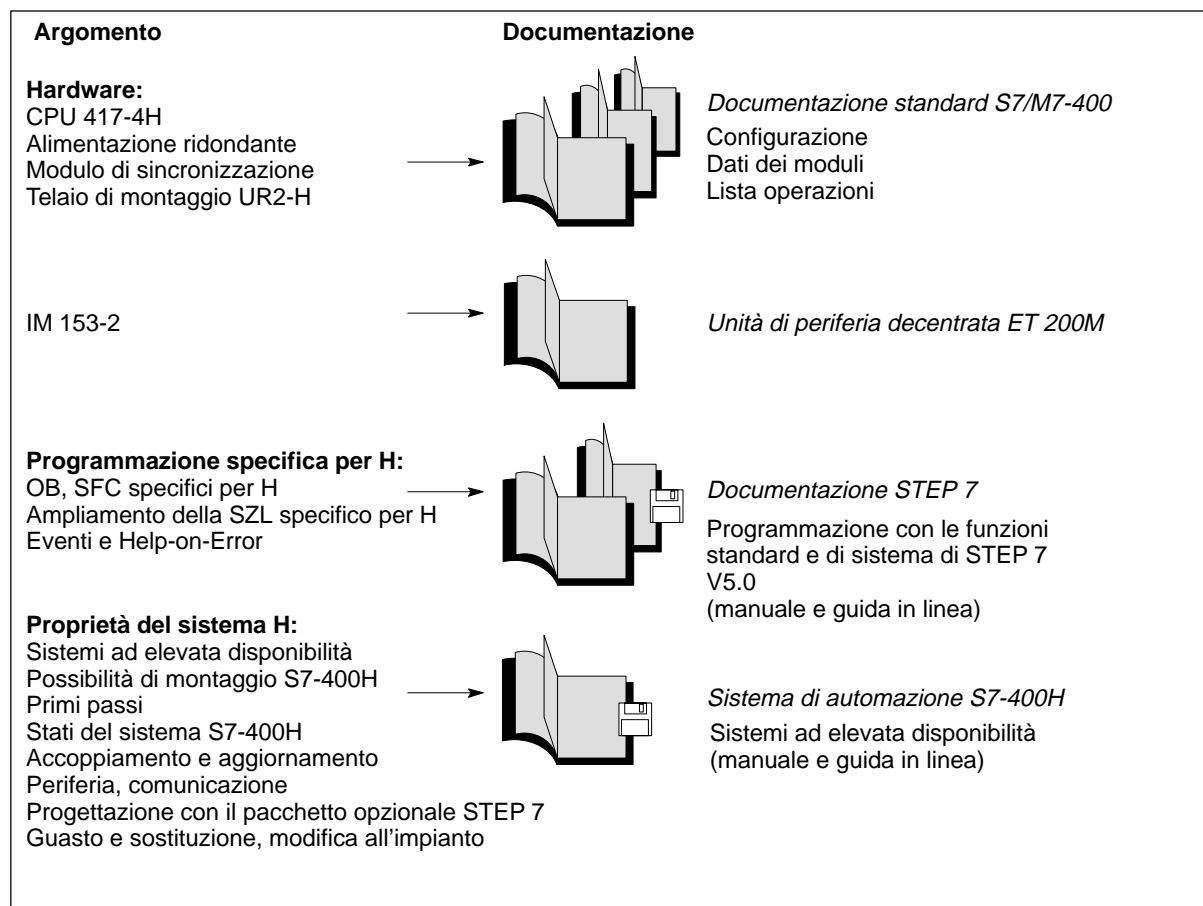 Argomento
Documentazione
Hardware:
CPU 417-4H
Alimentazione ridondante
Modulo di sincronizzazione
Telaio di montaggio UR2-H
Documentazione standard S7/M7-400
Configurazione
Dati dei moduli
Lista operazioni
IM 153-2
Unità di periferia decentrata ET 200M
Programmazione specifica per H:
OB, SFC specifici per H
Ampliamento della SZL specifico per H
Eventi e Help-on-Error
Documentazione STEP 7
Programmazione con le funzioni
standard e di sistema di STEP 7
V5.0
(manuale e guida in linea)
Proprietà del sistema H:
Sistemi ad elevata disponibilità
Possibilità di montaggio S7-400H
Primi passi
Stati del sistema S7-400H
Accoppiamento e aggiornamento
Periferia, comunicazione
Progettazione con il pacchetto opzionale STEP 7
Guasto e sostituzione, modifica all'impianto
Sistema di automazione S7-400H
Sistemi ad elevata disponibilità
(manuale e guida in linea)